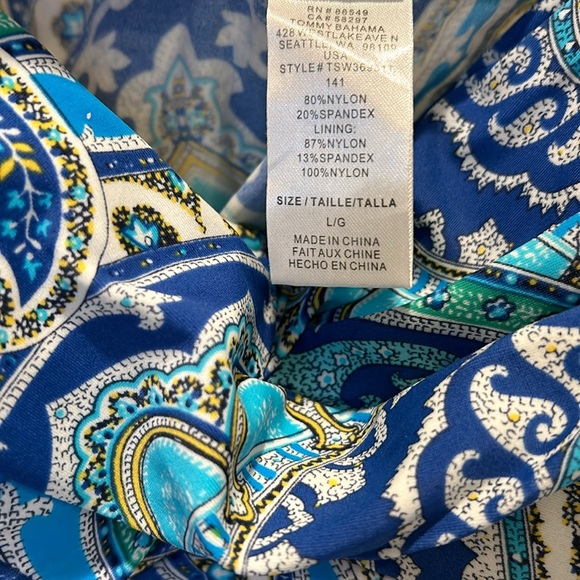 RN# 86549
CA# 58297
TOMMY BAHAMA
428 WESTLAKE AVE N
SEATTLE, WA, 98109
USA
STYLE#
141
80%NYLON
20%SPANDEX
LINING:
87%NYLON
13%SPANDEX
100%NYLON
SIZE / TAILLE/TALLA
L/G
MADE IN CHINA
FAIT AUX CHINE
HECHO EN CHINA